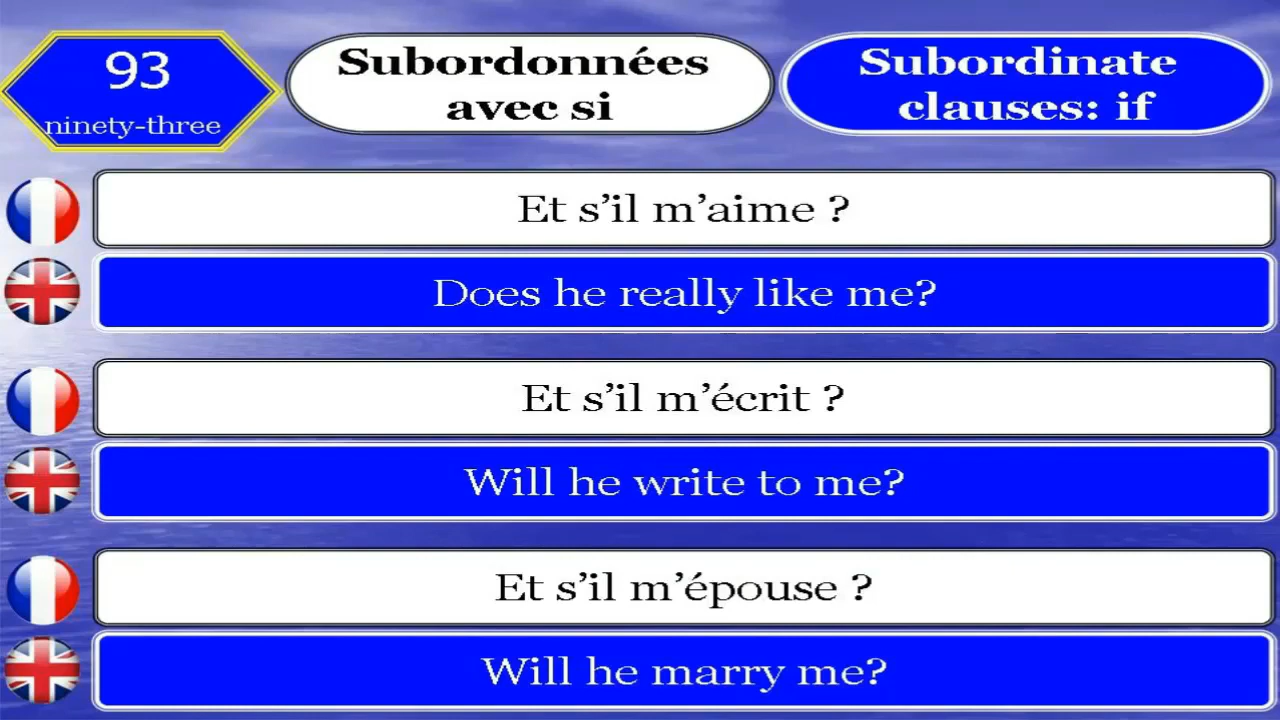 93
ninety-three
Subordonnées
avec si
Subordinate
clauses: if
Et s’il m’aime ?
Does he really like me?
Et s’il m’écrit ?
Will he write to me?
Et s’il m’épouse ?
Will he marry me?